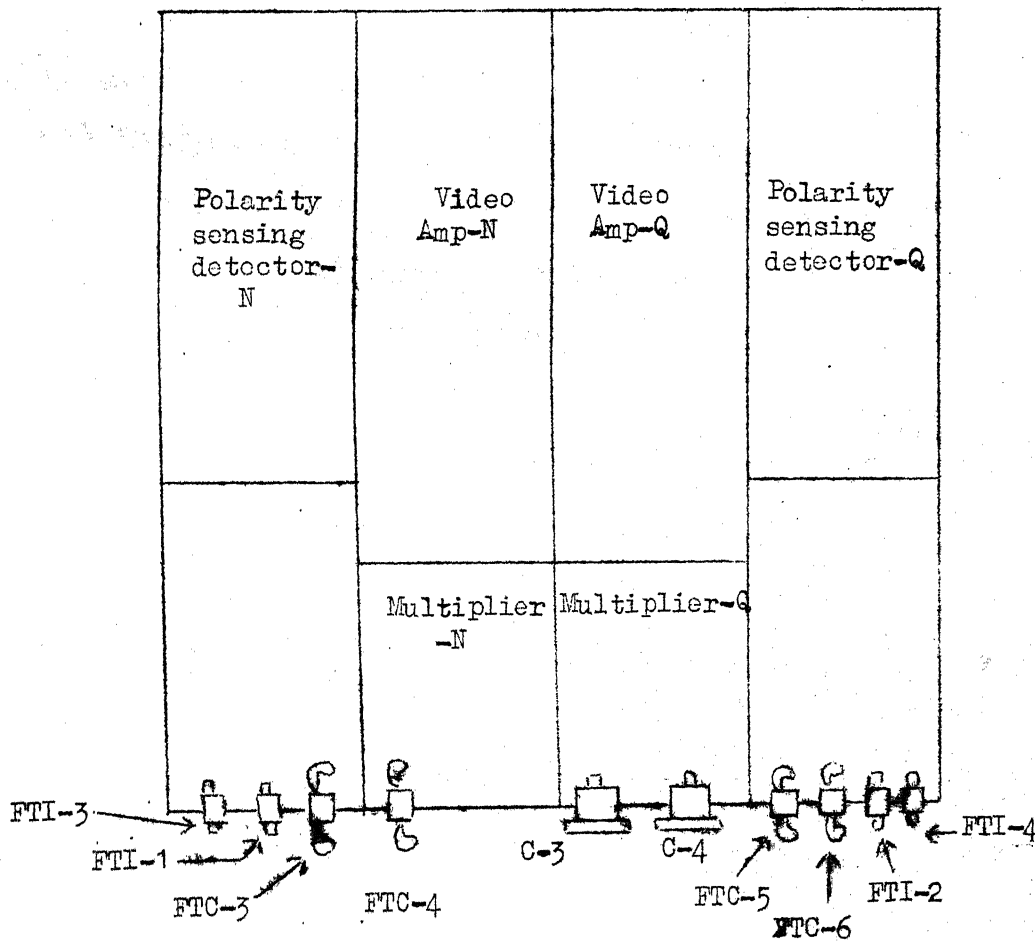 Polarity
sensing
detector-
N
Video
Amp-N
Video
Amp-Q
Polarity
sensing
detector-Q
Multiplier
-N
Multiplier-Q
FTI-3
FTI-1
FTC-3
FTC-4
C-3
C-4
FTC-5
FTC-6
FTI-2
FTI-4